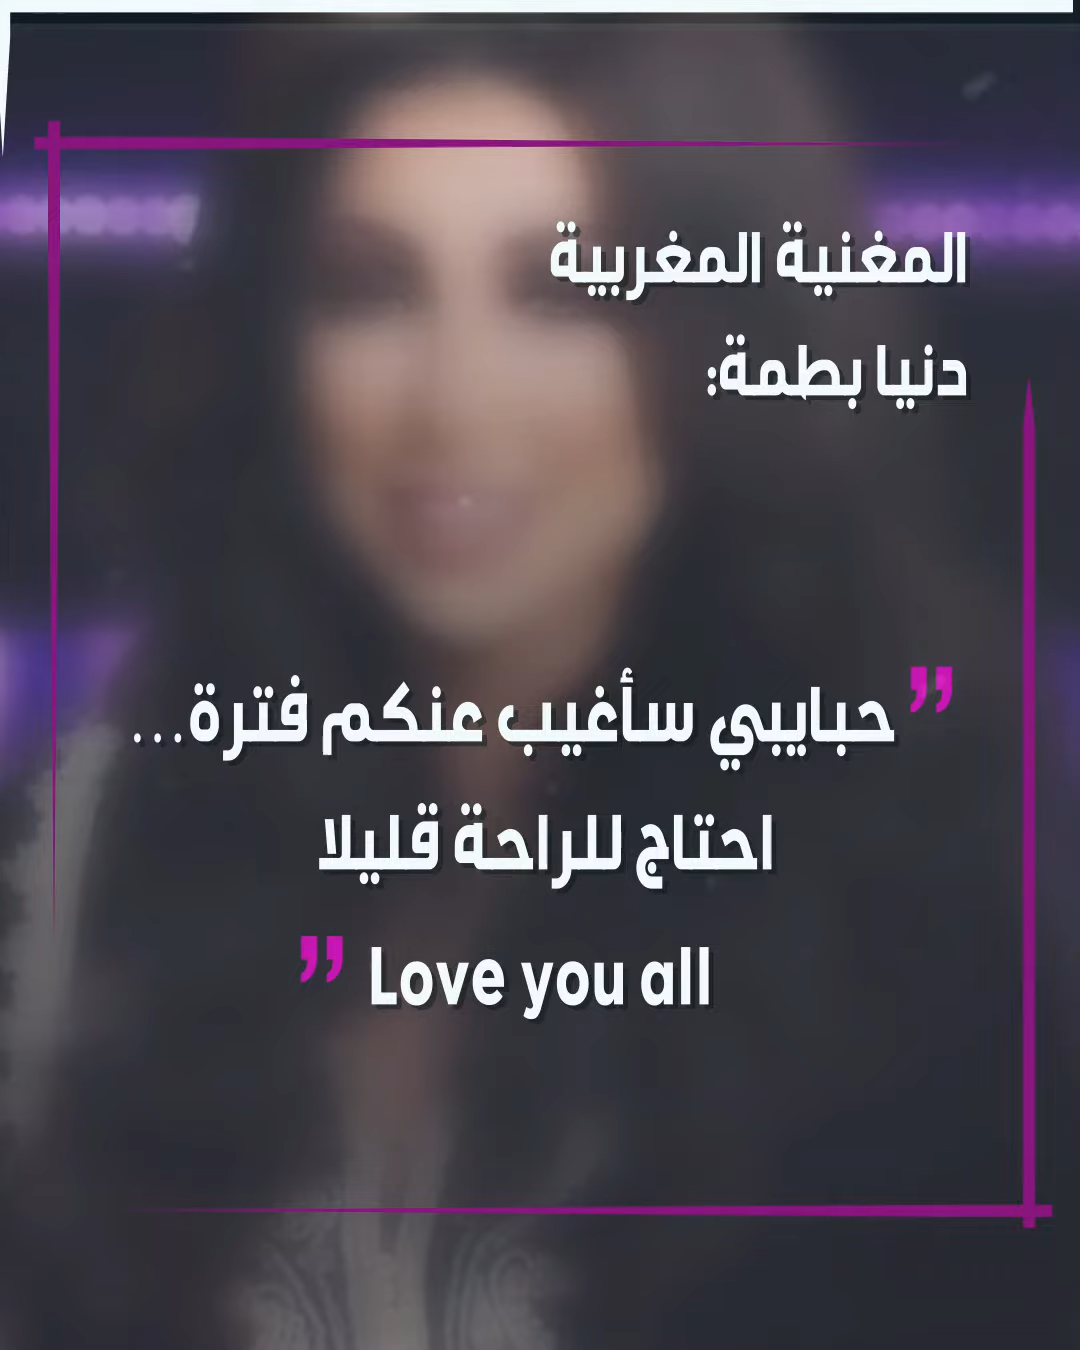 المغنية المغربية
دنيا بطمة:
” حبايبي سأغيب عنكم فترة...
احتاج للراحة قليلا
Love you all ”